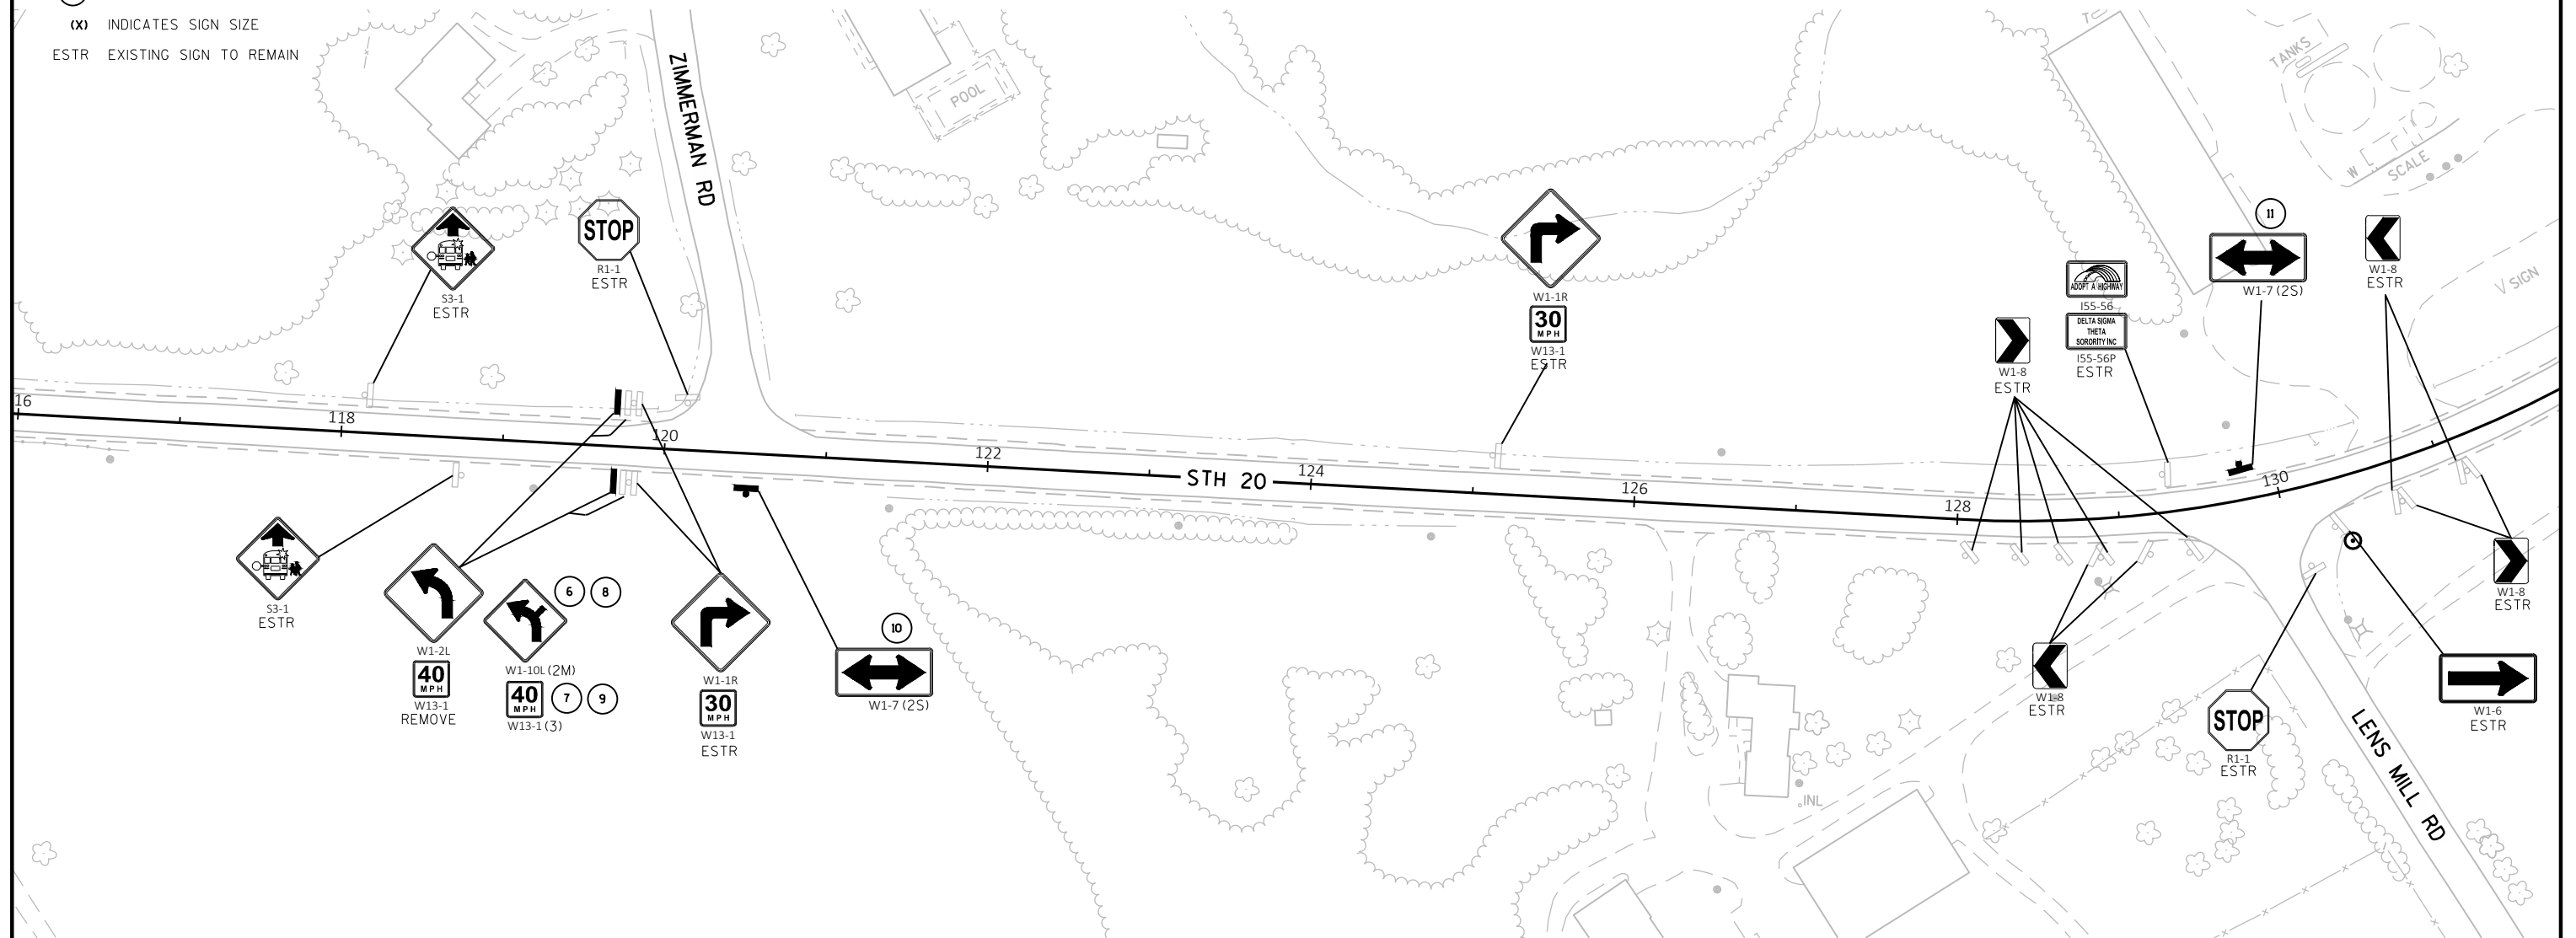 (X) INDICATES SIGN SIZE
ESTR EXISTING SIGN TO REMAIN
ZIMMERMAN RD
POOL
TANKS
SCALE
V SIGN
S3-1
ESTR
STOP
R1-1
ESTR
W1-1R
30
MPH
W13-1
ESTR
W1-8
ESTR
ADOPT A HIGHWAY
I55-56
DELTA SIGMA
THETA
SORORITY INC
I55-56P
ESTR
11
W1-7 (2S)
W1-8
ESTR
16
118
120
122
STH 20
124
126
128
130
S3-1
ESTR
W1-2L
40
MPH
W13-1
REMOVE
6 8
W1-10L (2M)
40
MPH
7 9
W13-1 (3)
W1-1R
30
MPH
W13-1
ESTR
10
W1-7 (2S)
W1-8
ESTR
STOP
R1-1
ESTR
W1-8
ESTR
W1-6
ESTR
LENS MILL RD
INL